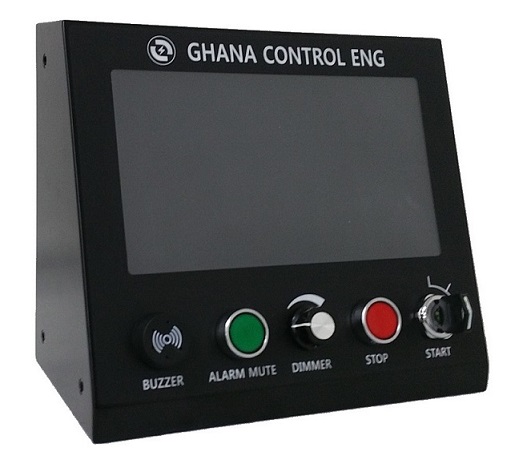 GHANA CONTROL ENG
BUZZER
ALARM MUTE
DIMMER
STOP
START